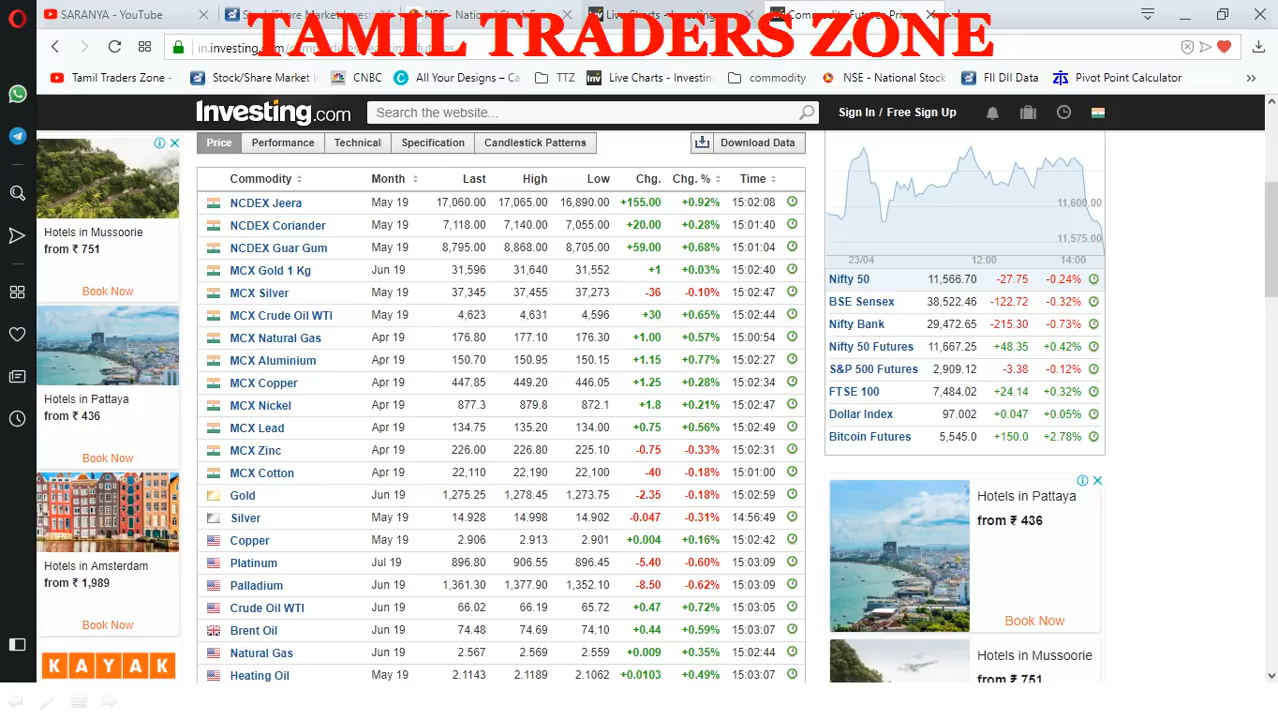 SARANYA - YouTube
Stock/Share Market Invest
NSE - National Stock Exch
Live Charts - Investing
Commodity Futures Pric
TAMIL TRADERS ZONE
in.investing.com/commodities/real-time-futures
Tamil Traders Zone -
Stock/Share Market I
CNBC
All Your Designs – Ca
TTZ
Inv
Live Charts - Investin
commodity
NSE - National Stock
FII DII Data
Pivot Point Calculator
Investing.com
Search the website...
Sign In / Free Sign Up
Price
Performance
Technical
Specification
Candlestick Patterns
Download Data
Commodity Month Last High Low Chg. Chg. % Time
NCDEX Jeera May 19 17,060.00 17,065.00 16,890.00 +155.00 +0.92% 15:02:08
NCDEX Coriander May 19 7,118.00 7,140.00 7,055.00 +20.00 +0.28% 15:01:40
NCDEX Guar Gum May 19 8,795.00 8,868.00 8,705.00 +59.00 +0.68% 15:01:04
MCX Gold 1 Kg Jun 19 31,596 31,640 31,552 +1 +0.03% 15:02:40
MCX Silver May 19 37,345 37,455 37,273 -36 -0.10% 15:02:47
MCX Crude Oil WTI May 19 4,623 4,631 4,596 +30 +0.65% 15:02:44
MCX Natural Gas Apr 19 176.80 177.10 176.30 +1.00 +0.57% 15:00:54
MCX Aluminium Apr 19 150.70 150.95 150.15 +1.15 +0.77% 15:02:27
MCX Copper Apr 19 447.85 449.20 446.05 +1.25 +0.28% 15:02:34
MCX Nickel Apr 19 877.3 879.8 872.1 +1.8 +0.21% 15:02:47
MCX Lead Apr 19 134.75 135.20 134.00 +0.75 +0.56% 15:02:49
MCX Zinc Apr 19 226.00 226.80 225.10 -0.75 -0.33% 15:02:31
MCX Cotton Apr 19 22,110 22,190 22,100 -40 -0.18% 15:01:00
Gold Jun 19 1,273.25 1,278.45 1,273.75 -2.35 -0.18% 15:02:58
Silver May 19 14.928 14.998 14.902 -0.047 -0.31% 4:56:49
Copper May 19 2.906 2.913 2.901 +0.004 +0.16% 15:02:42
Platinum Jul 19 896.80 906.55 896.45 -5.40 -0.60% 15:03:09
Palladium Jun 19 1,361.30 1,377.90 1,352.10 -8.50 -0.62% 15:03:09
Crude Oil WTI Jun 19 66.02 66.19 65.72 +0.47 +0.72% 15:03:05
Brent Oil Jun 19 74.48 74.69 74.10 +0.44 +0.59% 15:03:07
Natural Gas Jun 19 2.567 2.569 2.559 +0.009 +0.35% 15:02:44
Heating Oil May 19 2.1143 2.1189 2.1062 +0.0103 +0.49% 15:03:07
Hotels in Mussoorie
from ₹ 751
Book Now
Hotels in Pattaya
from ₹ 436
Book Now
Hotels in Amsterdam
from ₹ 1,989
Book Now
KAYAK
11,600.00
11,575.00
23/04 12:00 14:00
Nifty 50 11,566.70 -27.75 -0.24%
BSE Sensex 38,522.46 -122.72 -0.32%
Nifty Bank 29,472.65 -215.30 -0.73%
Nifty 50 Futures 11,667.25 +48.35 +0.42%
S&P 500 Futures 2,909.12 -3.38 -0.12%
FTSE 100 7,484.02 +24.14 +0.32%
Dollar Index 97.002 +0.047 +0.05%
Bitcoin Futures 5,545.0 +150.0 +2.78%
Hotels in Pattaya
from ₹ 436
Book Now
Hotels in Mussoorie
from ₹ 751